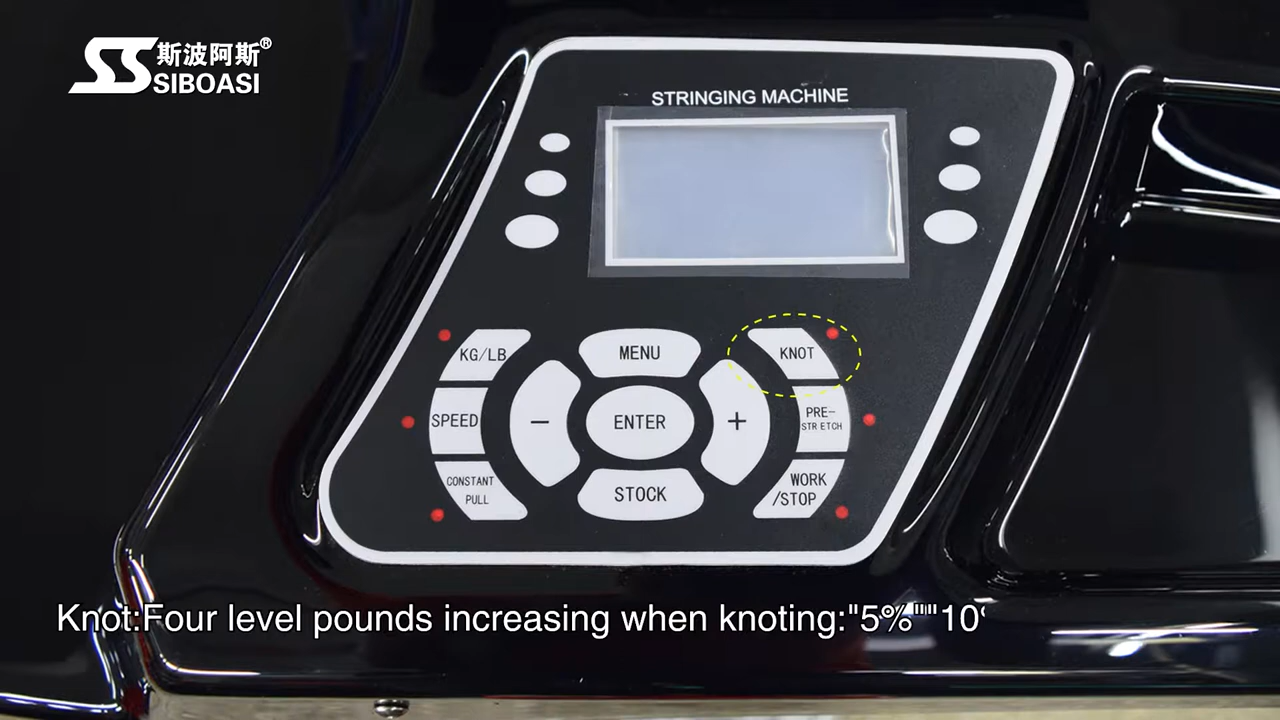 斯波阿斯®
SIBOASI
STRINGING MACHINE
KG/LB
MENU
KNOT
SPEED
-
ENTER
+
PRE-
STRETCH
CONSTANT
PULL
STOCK
WORK
/STOP
Knot:Four level pounds increasing when knoting:"5%""10